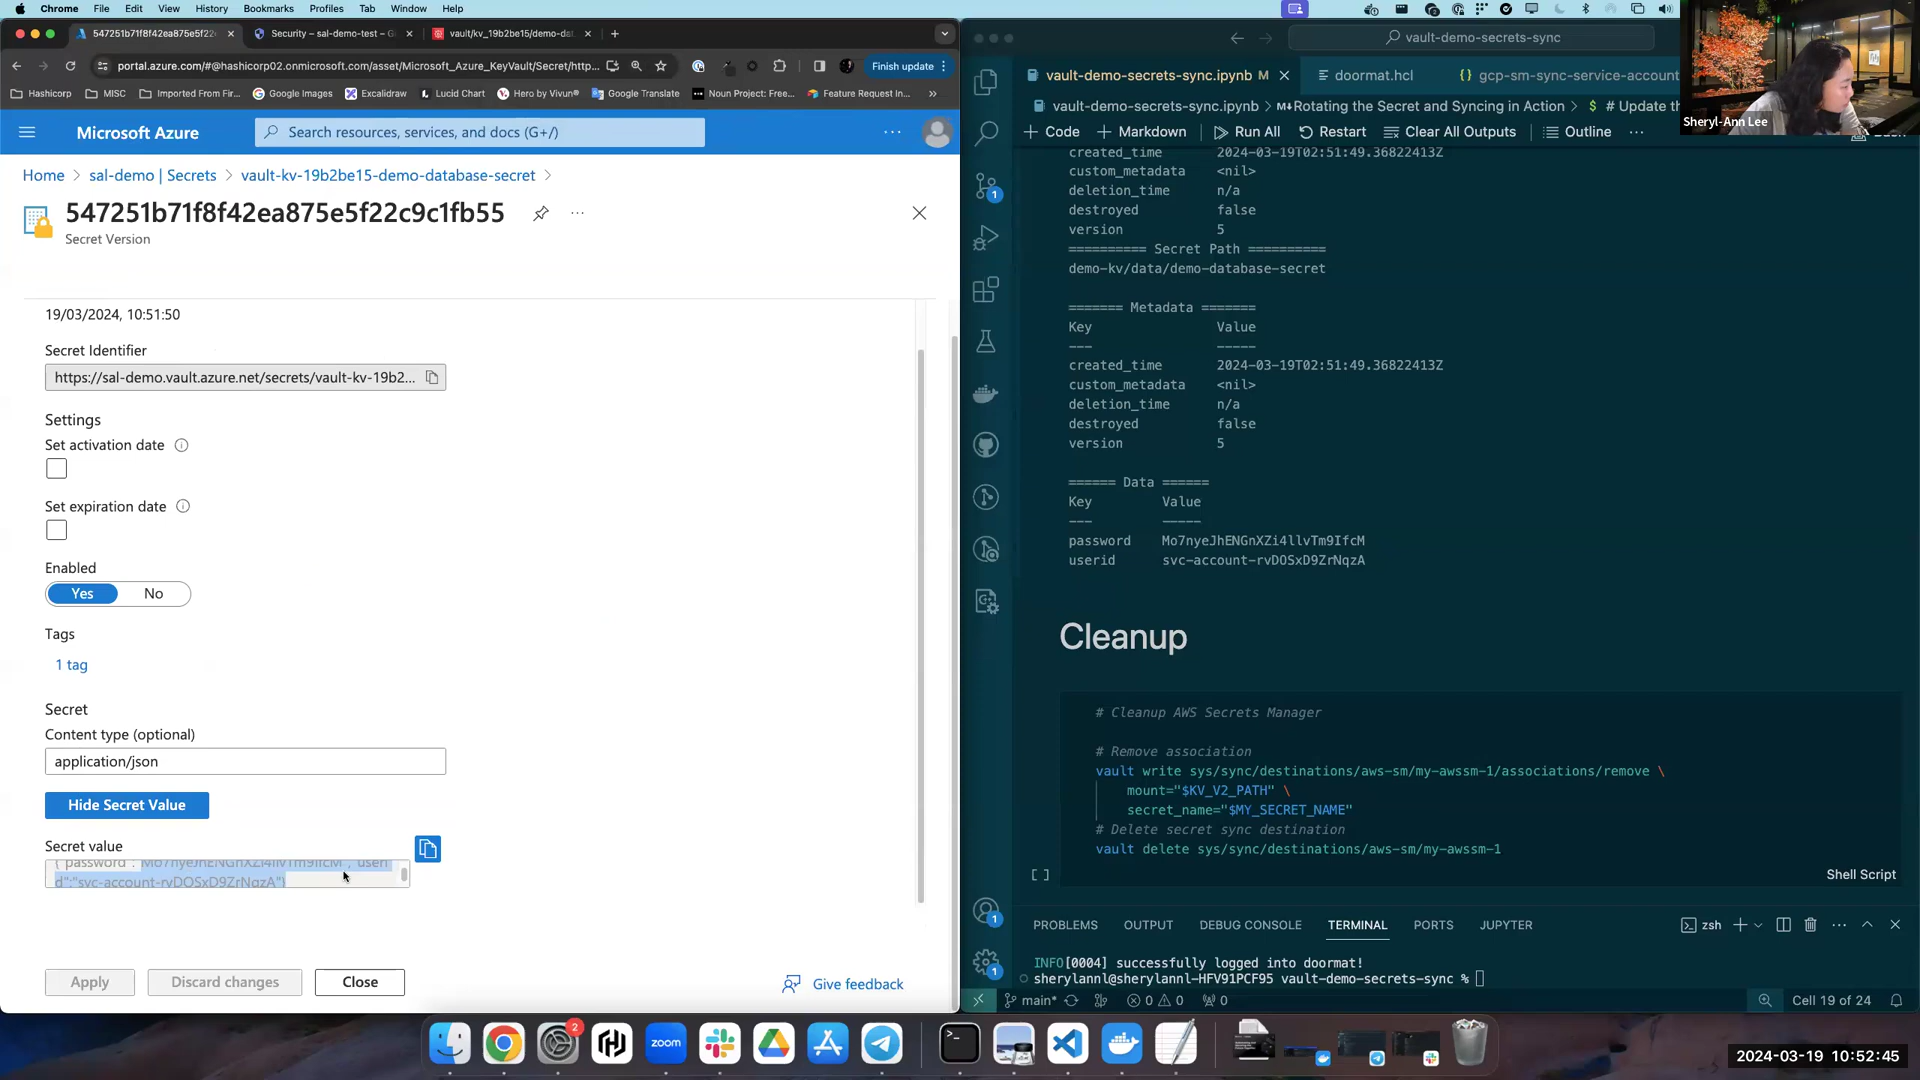 Chrome File Edit View History Bookmarks Profiles Tab Window Help
547251b71f8f42ea875e5f22
Security – sal-demo-test – G
vault/kv_19b2be15/demo-dat
portal.azure.com/#@hashicorp02.onmicrosoft.com/asset/Microsoft_Azure_KeyVault/Secret/http...
Finish update
Hashicorp MISC Imported From Fir... Google Images Excalidraw Lucid Chart Hero by Vivun® Google Translate Noun Project: Free... Feature Request In... »
Microsoft Azure
Search resources, services, and docs (G+/)
Home > sal-demo | Secrets > vault-kv-19b2be15-demo-database-secret >
547251b71f8f42ea875e5f22c9c1fb55
Secret Version
19/03/2024, 10:51:50
Secret Identifier
https://sal-demo.vault.azure.net/secrets/vault-kv-19b2...
Settings
Set activation date
Set expiration date
Enabled
Yes No
Tags
1 tag
Secret
Content type (optional)
application/json
Hide Secret Value
Secret value
{"password":"Mo7nyeJhENGnXZi4llvTm9IfcM","useri
d":"svc-account-rvDOSxD9ZrNqzA"}
Apply
Discard changes
Close
Give feedback
vault-demo-secrets-sync
vault-demo-secrets-sync.ipynb M
doormat.hcl
{} gcp-sm-sync-service-account
vault-demo-secrets-sync.ipynb > M Rotating the Secret and Syncing in Action > $ # Update th
Code + Markdown Run All Restart Clear All Outputs Outline ...
Sheryl-Ann Lee
created_time 2024-03-19T02:51:49.36822413Z
custom_metadata <nil>
deletion_time n/a
destroyed false
version 5
========== Secret Path ==========
demo-kv/data/demo-database-secret
======= Metadata =======
Key Value
--- -----
created_time 2024-03-19T02:51:49.36822413Z
custom_metadata <nil>
deletion_time n/a
destroyed false
version 5
====== Data ======
Key Value
--- -----
password Mo7nyeJhENGnXZi4llvTm9IfcM
userid svc-account-rvDOSxD9ZrNqzA
Cleanup
# Cleanup AWS Secrets Manager
# Remove association
vault write sys/sync/destinations/aws-sm/my-awssm-1/associations/remove \
mount="$KV_V2_PATH" \
secret_name="$MY_SECRET_NAME"
# Delete secret sync destination
vault delete sys/sync/destinations/aws-sm/my-awssm-1
[ ]
Shell Script
PROBLEMS OUTPUT DEBUG CONSOLE TERMINAL PORTS JUPYTER
zsh
INFO[0004] successfully logged into doormat!
sherylannl@sherylannl-HFV91PCF95 vault-demo-secrets-sync %
main* 0 0 0
Cell 19 of 24
1
1
1
2
zoom
2024-03-19 10:52:45